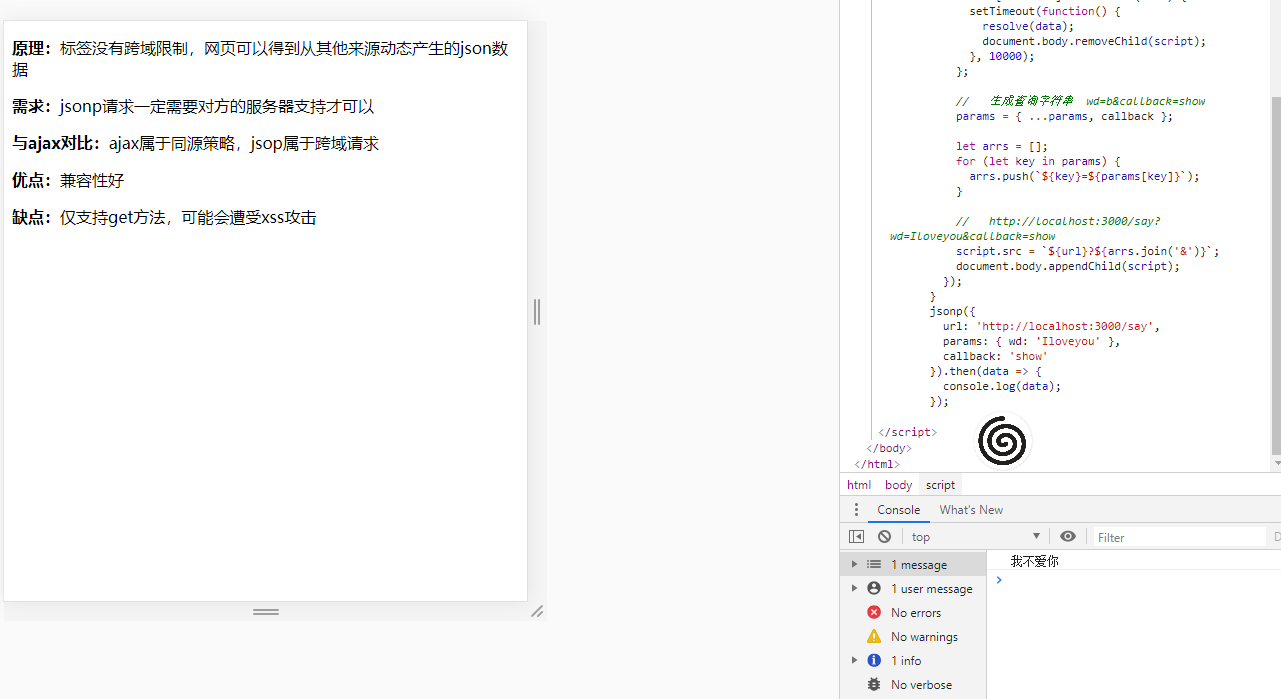 原理：标签没有跨域限制，网页可以得到从其他来源动态产生的json数
据
需求：jsonp请求一定需要对方的服务器支持才可以
与ajax对比：ajax属于同源策略，jsop属于跨域请求
优点：兼容性好
缺点：仅支持get方法，可能会遭受xss攻击
setTimeout(function() {
resolve(data);
document.body.removeChild(script);
}, 10000);
};
// 生成查询字符串 wd=b&callback=show
params = { ...params, callback };
let arrs = [];
for (let key in params) {
arrs.push(`${key}=${params[key]}`);
}
// http://localhost:3000/say?
wd=Iloveyou&callback=show
script.src = `${url}?${arrs.join('&')}`;
document.body.appendChild(script);
});
}
jsonp({
url: 'http://localhost:3000/say',
params: { wd: 'Iloveyou' },
callback: 'show'
}).then(data => {
console.log(data);
});
</script>
</body>
</html>
html body script
Console What's New
top Filter
1 message
1 user message
No errors
No warnings
1 info
No verbose
我不爱你